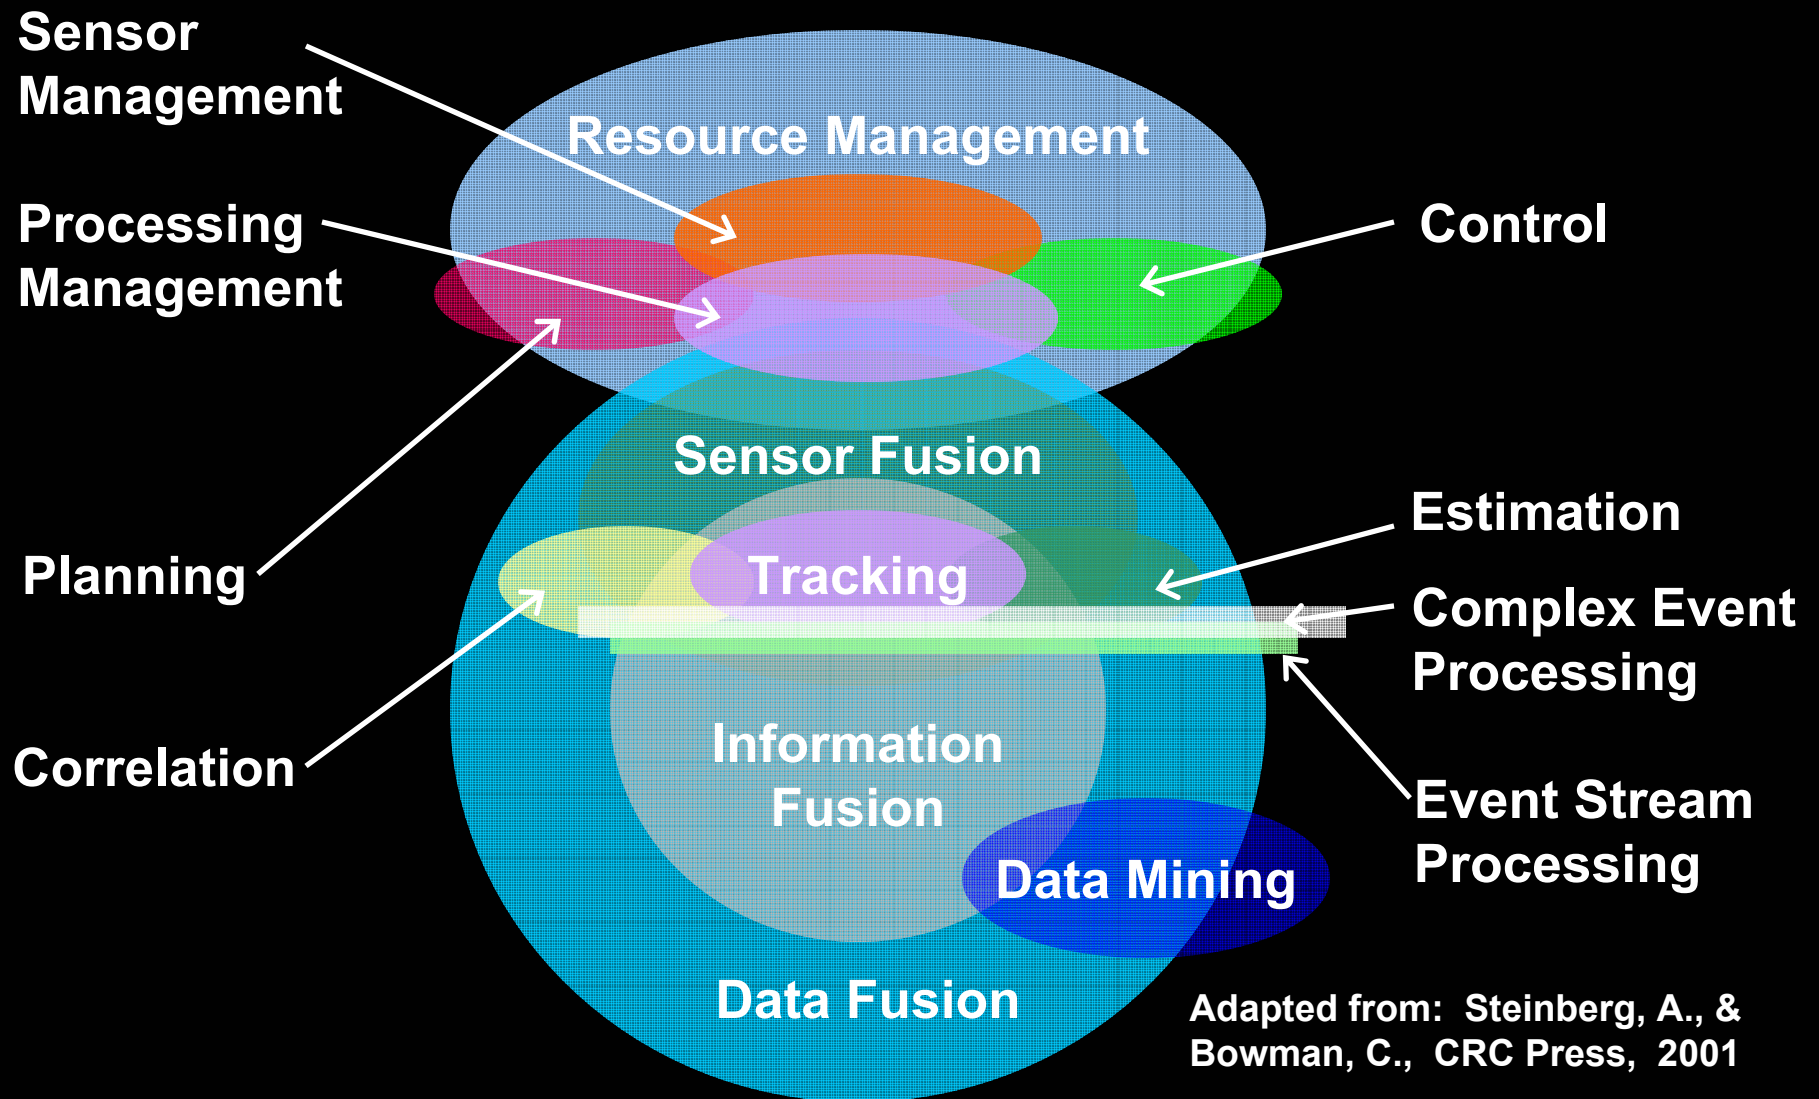 Sensor
Management
Resource Management
Processing
Management
Control
Sensor Fusion
Planning
Tracking
Estimation
Complex Event
Processing
Correlation
Information
Fusion
Event Stream
Processing
Data Mining
Data Fusion
Adapted from: Steinberg, A., &
Bowman, C., CRC Press, 2001